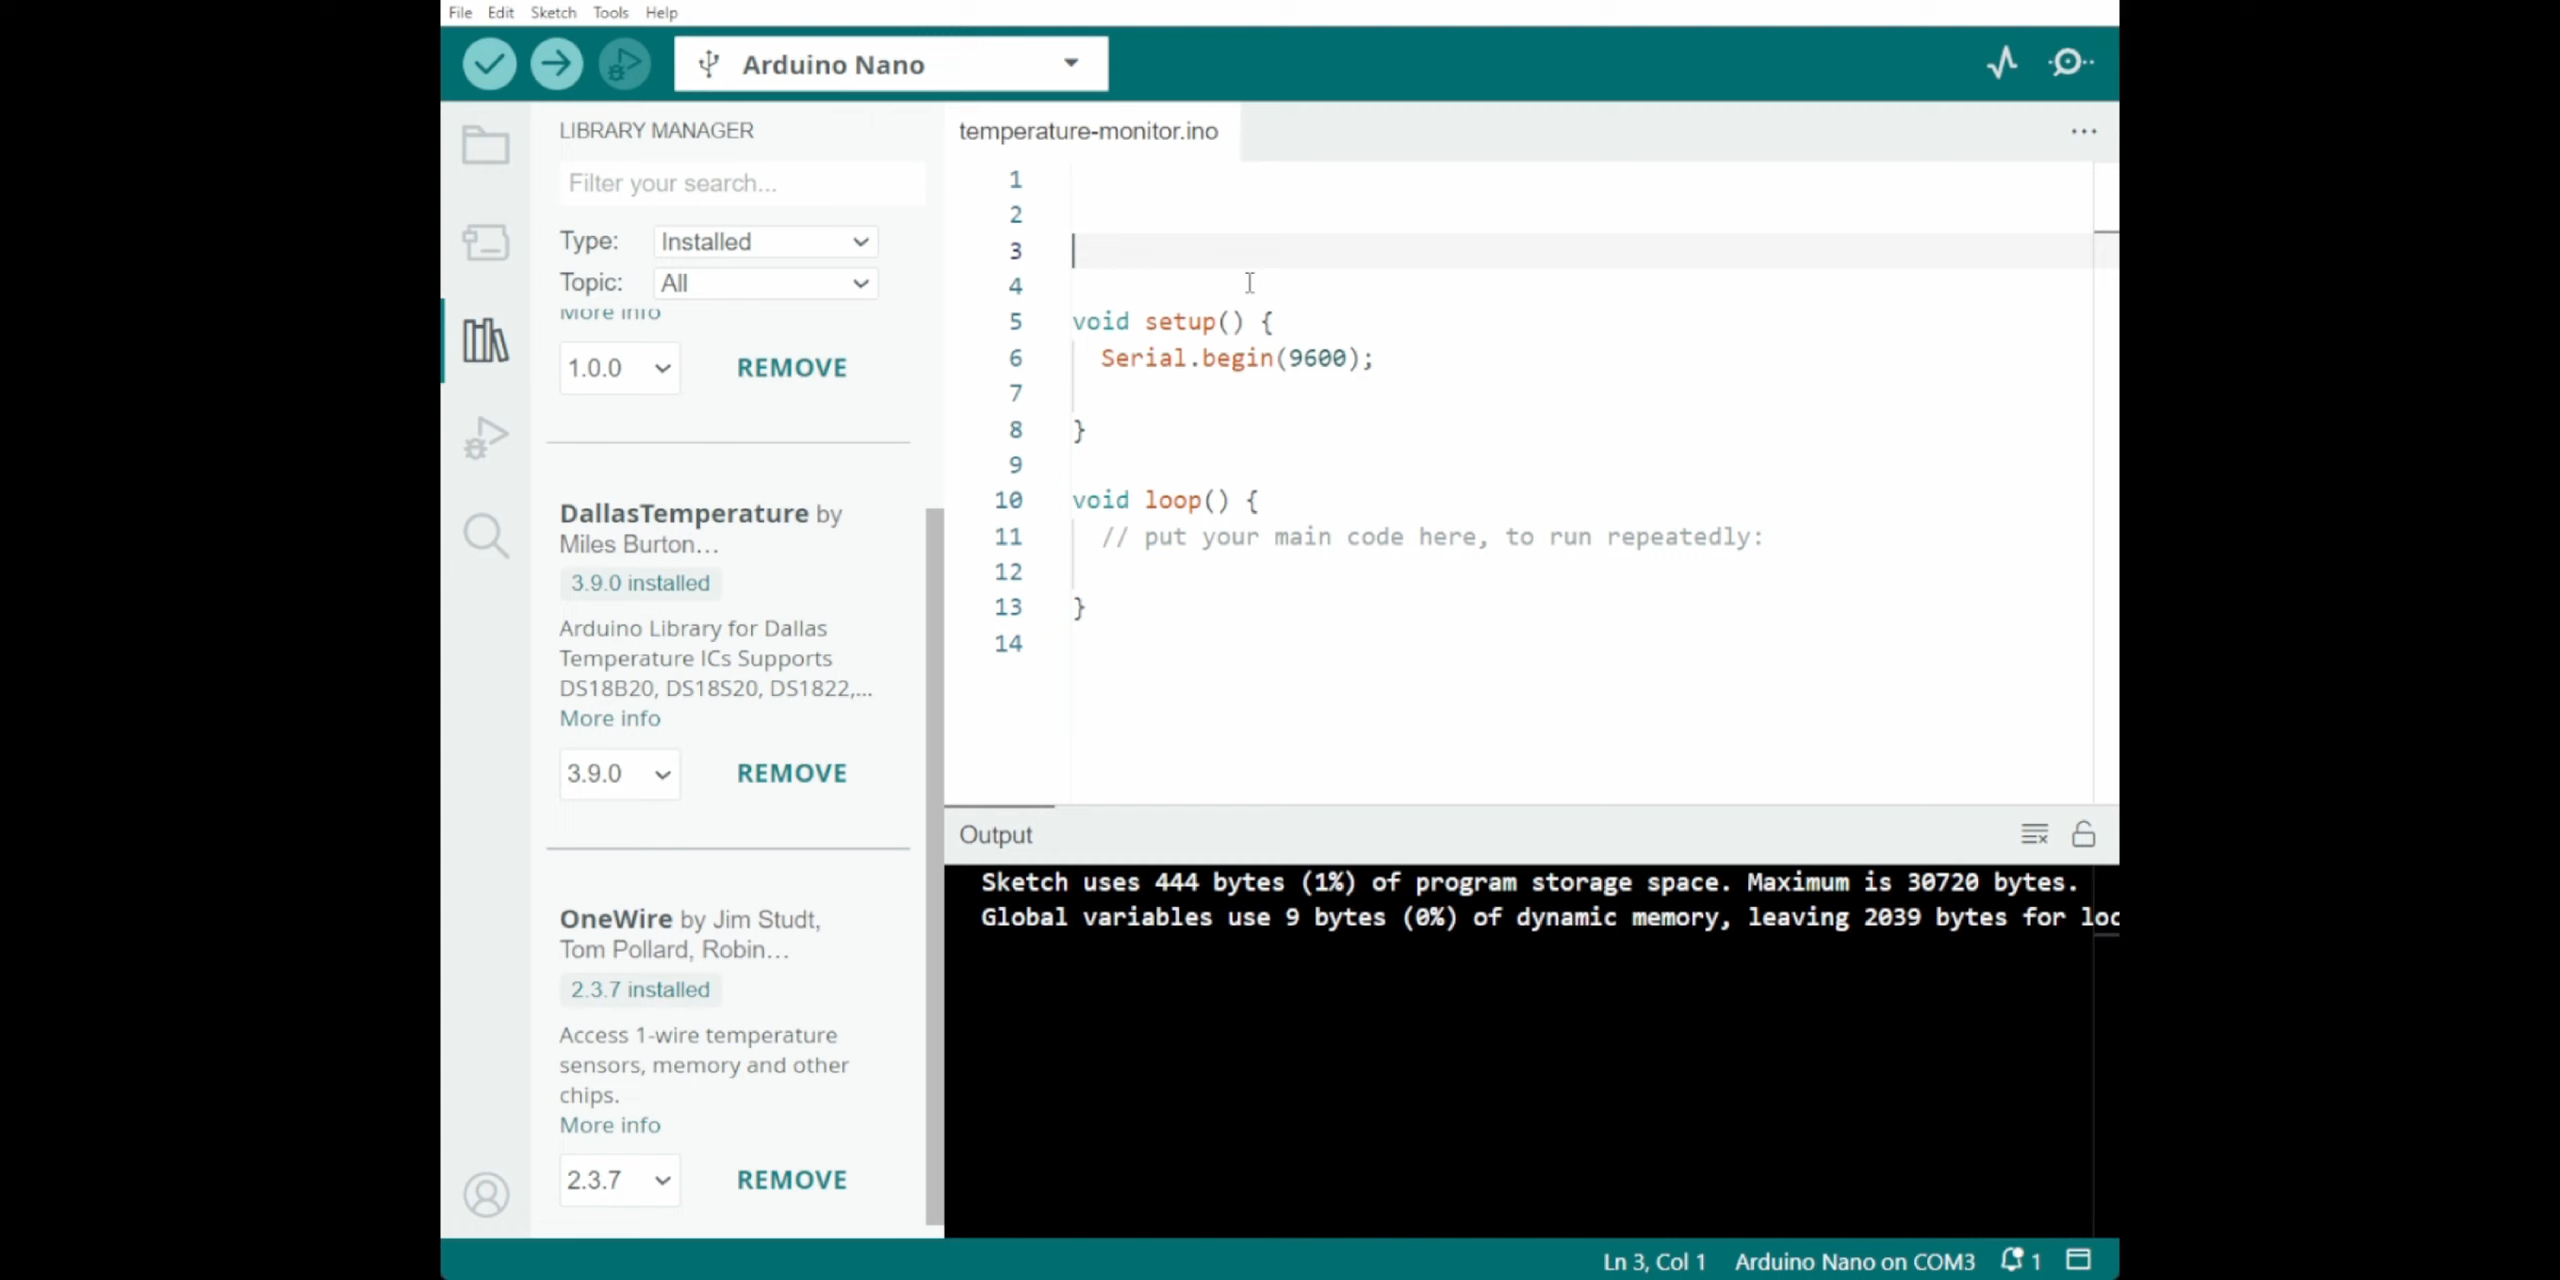 File Edit Sketch Tools Help
Arduino Nano
LIBRARY MANAGER
Filter your search...
Type: Installed
Topic: All
More info
1.0.0 REMOVE
DallasTemperature by
Miles Burton...
3.9.0 installed
Arduino Library for Dallas
Temperature ICs Supports
DS18B20, DS18S20, DS1822,...
More info
3.9.0 REMOVE
OneWire by Jim Studt,
Tom Pollard, Robin...
2.3.7 installed
Access 1-wire temperature
sensors, memory and other
chips.
More info
2.3.7 REMOVE
temperature-monitor.ino
1
2
3
4
5 void setup() {
6 Serial.begin(9600);
7
8 }
9
10 void loop() {
11 // put your main code here, to run repeatedly:
12
13 }
14
Output
Sketch uses 444 bytes (1%) of program storage space. Maximum is 30720 bytes.
Global variables use 9 bytes (0%) of dynamic memory, leaving 2039 bytes for loc
Ln 3, Col 1 Arduino Nano on COM3 1